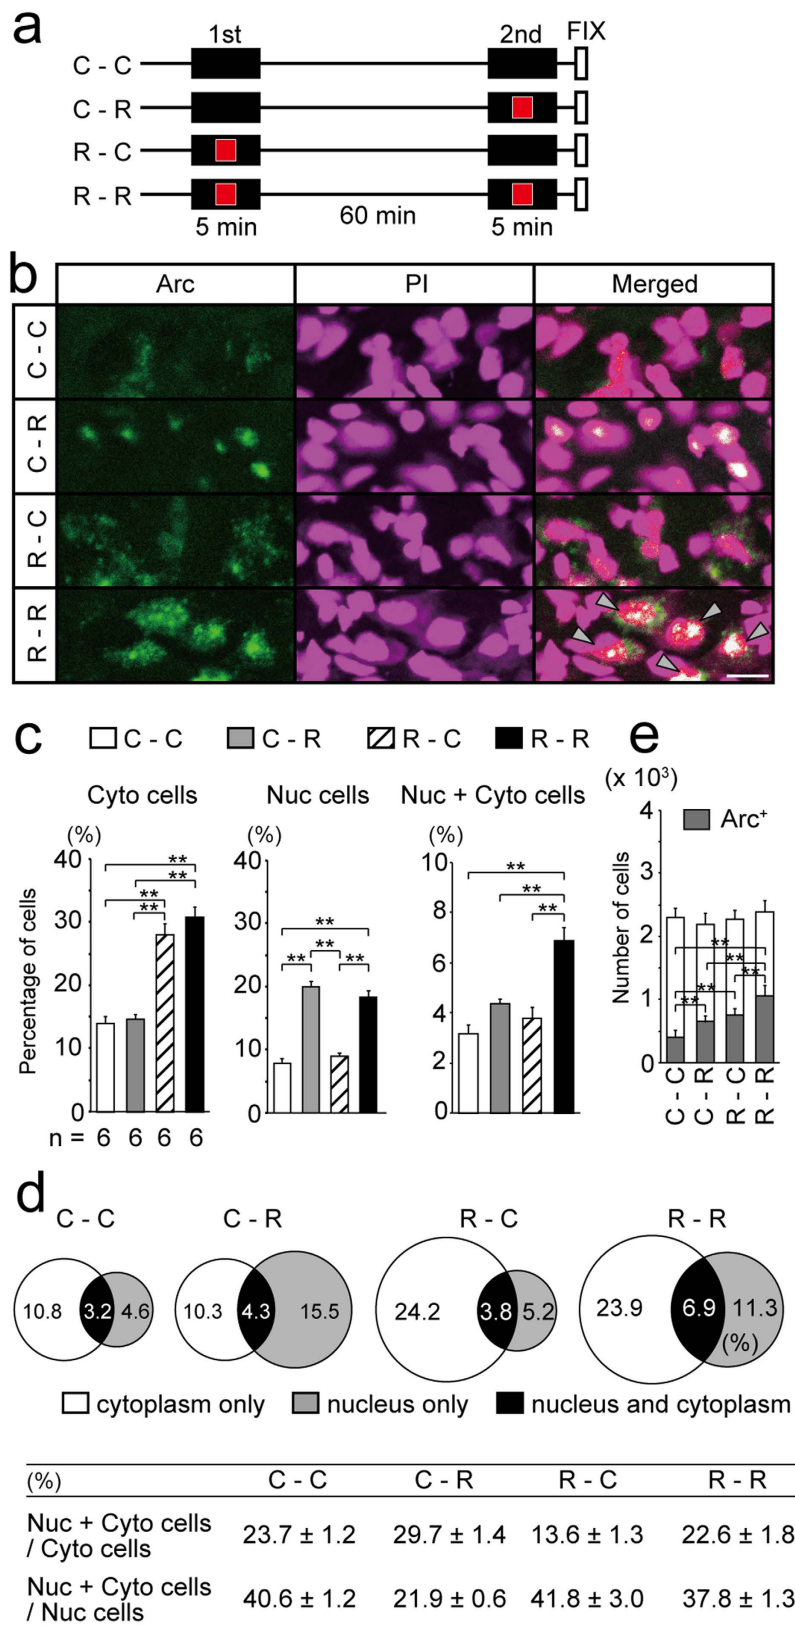 a
1st 2nd FIX
C - C
C - R
R - C
R - R
5 min 60 min 5 min
b
Arc PI Merged
C - C
C - R
R - C
R - R
c
C - C C - R R - C R - R
Cyto cells
(%)
Percentage of cells
40
30
20
10
0
** ** ** **
n = 6 6 6 6
Nuc cells
(%)
40
30
20
10
0
** ** ** **
Nuc + Cyto cells
(%)
10
8
6
4
2
0
** ** **
e
(x 10³)
Number of cells
4
3
2
1
0
Arc⁺
** ** ** ** **
C - C C - R R - C R - R
d
C - C C - R R - C R - R
10.8 3.2 4.6 10.3 4.3 15.5 24.2 3.8 5.2 23.9 6.9 11.3
(%)
cytoplasm only nucleus only nucleus and cytoplasm
(%) C - C C - R R - C R - R
Nuc + Cyto cells
/ Cyto cells 23.7 ± 1.2 29.7 ± 1.4 13.6 ± 1.3 22.6 ± 1.8
Nuc + Cyto cells
/ Nuc cells 40.6 ± 1.2 21.9 ± 0.6 41.8 ± 3.0 37.8 ± 1.3